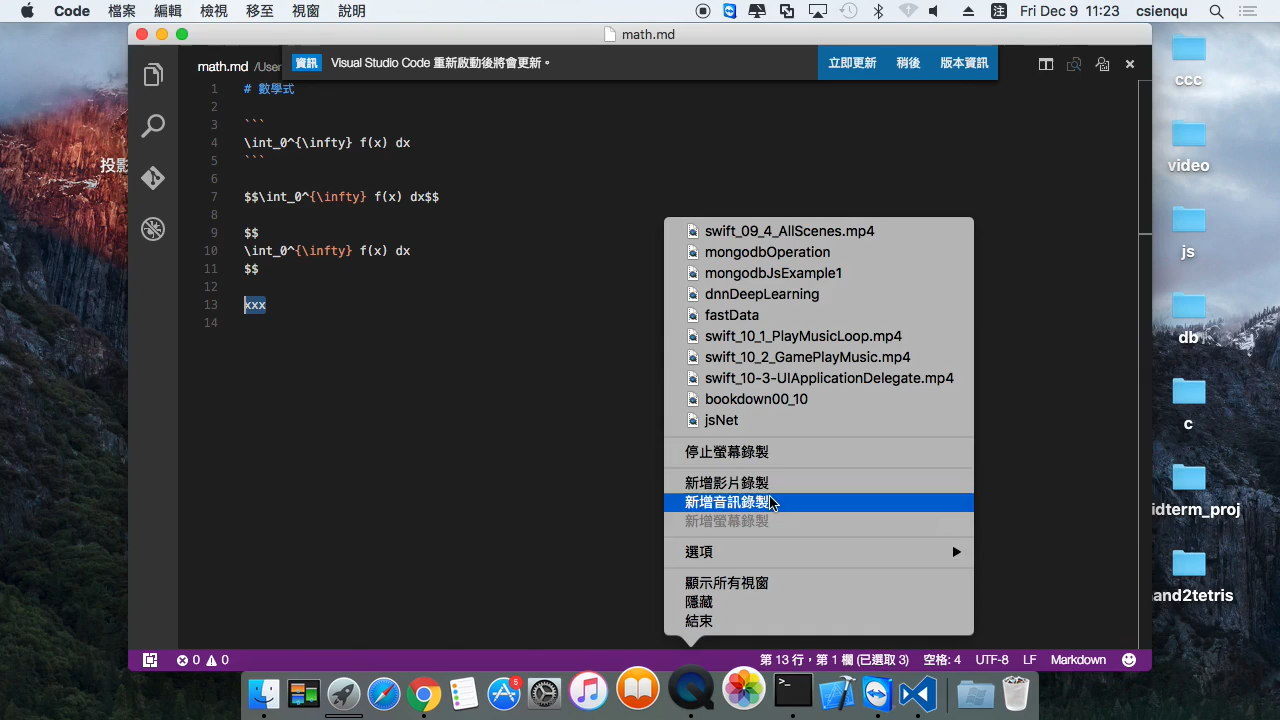 Code 檔案 編輯 檢視 移至 視窗 說明 注 Fri Dec 9 11:23 csienqu
math.md
math.md /User
資訊 Visual Studio Code 重新啟動後將會更新。 立即更新 稍後 版本資訊
1 # 數學式
2
3 ```
4 \int_0^{\infty} f(x) dx
5 ```
6
7 $$\int_0^{\infty} f(x) dx$$
8
9 $$
10 \int_0^{\infty} f(x) dx
11 $$
12
13 xxx
14
投影
swift_09_4_AllScenes.mp4
mongodbOperation
mongodbJsExample1
dnnDeepLearning
fastData
swift_10_1_PlayMusicLoop.mp4
swift_10_2_GamePlayMusic.mp4
swift_10-3-UIApplicationDelegate.mp4
bookdown00_10
jsNet
停止螢幕錄製
新增影片錄製
新增音訊錄製
新增螢幕錄製
選項
顯示所有視窗
隱藏
結束
ccc
video
js
db
c
idterm_proj
and2tetris
0 0 第 13 行，第 1 欄 (已選取 3) 空格: 4 UTF-8 LF Markdown
5
>_